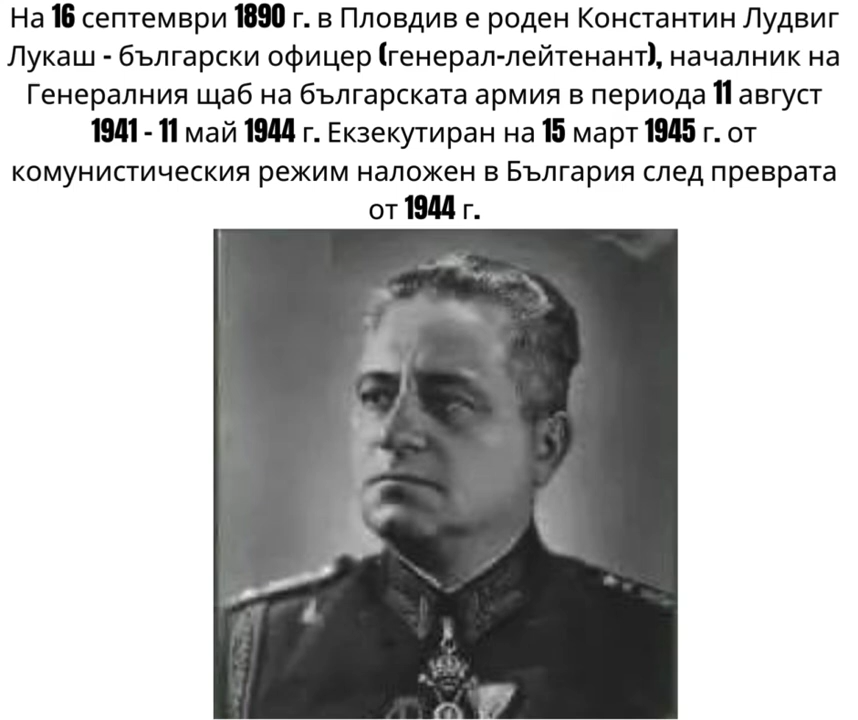 На 16 септември 1890 г. в Пловдив е роден Константин Лудвиг
Лукаш - български офицер (генерал-лейтенант), началник на
Генералния щаб на българската армия в периода 11 август
1941 - 11 май 1944 г. Екзекутиран на 15 март 1945 г. от
комунистическия режим наложен в България след преврата
от 1944 г.